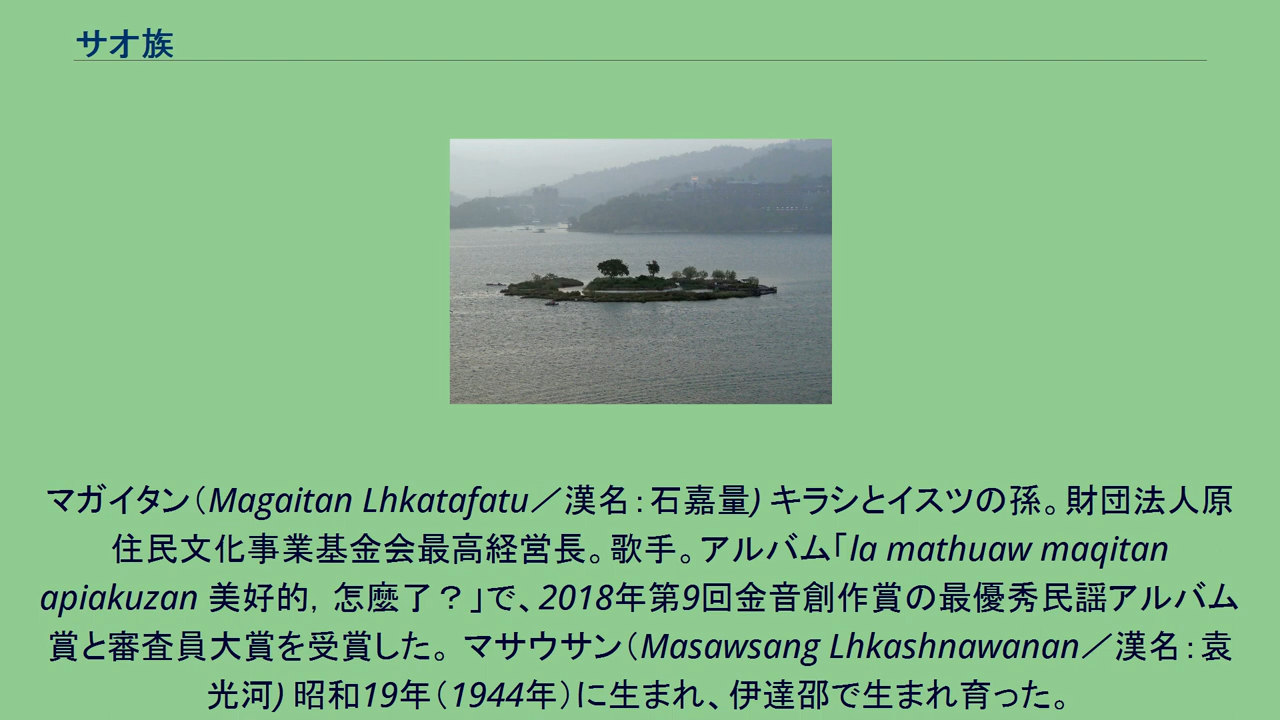 サオ族
マガイタン（Magaitan Lhkatafatu／漢名：石嘉量) キラシとイスツの孫。財団法人原
住民文化事業基金会最高経営長。歌手。アルバム「la mathuaw maqitan
apiakuzan 美好的，怎麼了？」で、2018年第9回金音創作賞の最優秀民謡アルバム
賞と審査員大賞を受賞した。 マサウサン（Masawsang Lhkashnawanan／漢名：袁
光河) 昭和19年（1944年）に生まれ、伊達邵で生まれ育った。